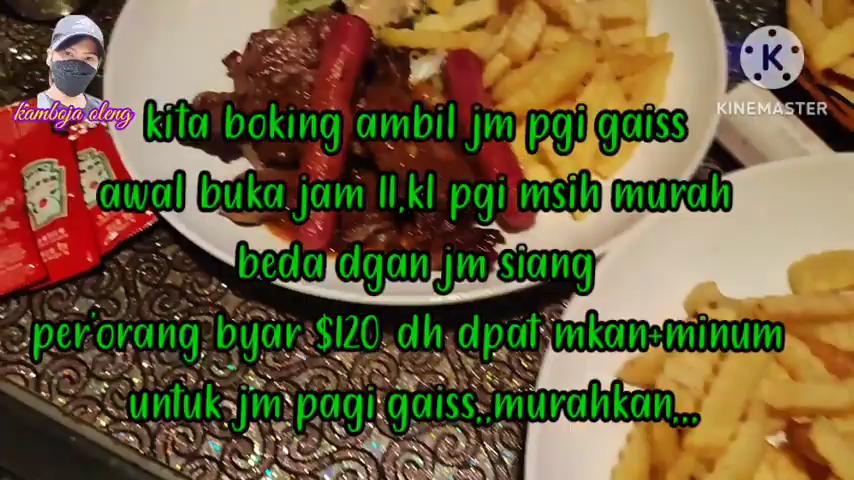 kamboja oleng
KINEMASTER
kita boking ambil jm pgi gaiss
awal buka jam 11,kl pgi msih murah
beda dgan jm siang
per'orang byar $120 dh dpat mkan+minum
untuk jm pagi gaiss,,murahkan,,,